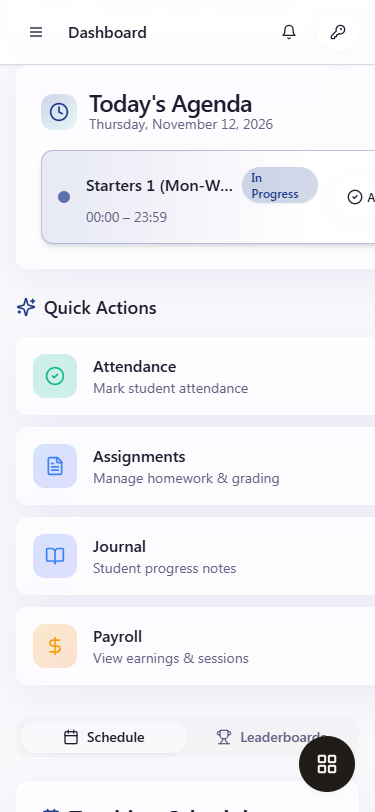 Dashboard
Today's Agenda
Thursday, November 12, 2026
Starters 1 (Mon-W...
In
Progress
00:00 – 23:59
Quick Actions
Attendance
Mark student attendance
Assignments
Manage homework & grading
Journal
Student progress notes
Payroll
View earnings & sessions
Schedule
Leaderboards